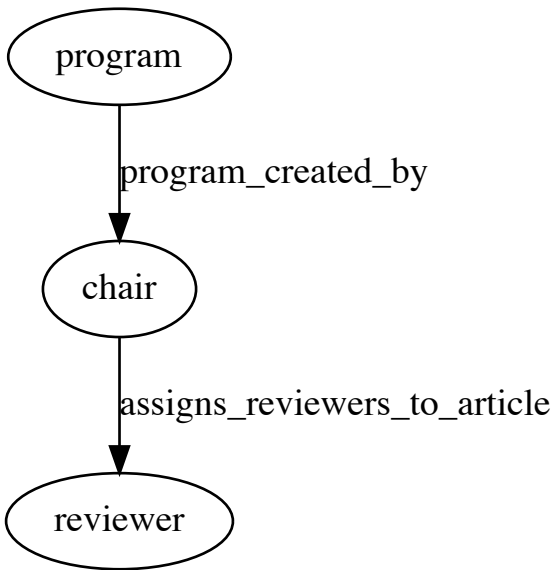 program
program_created_by
chair
assigns_reviewers_to_article
reviewer